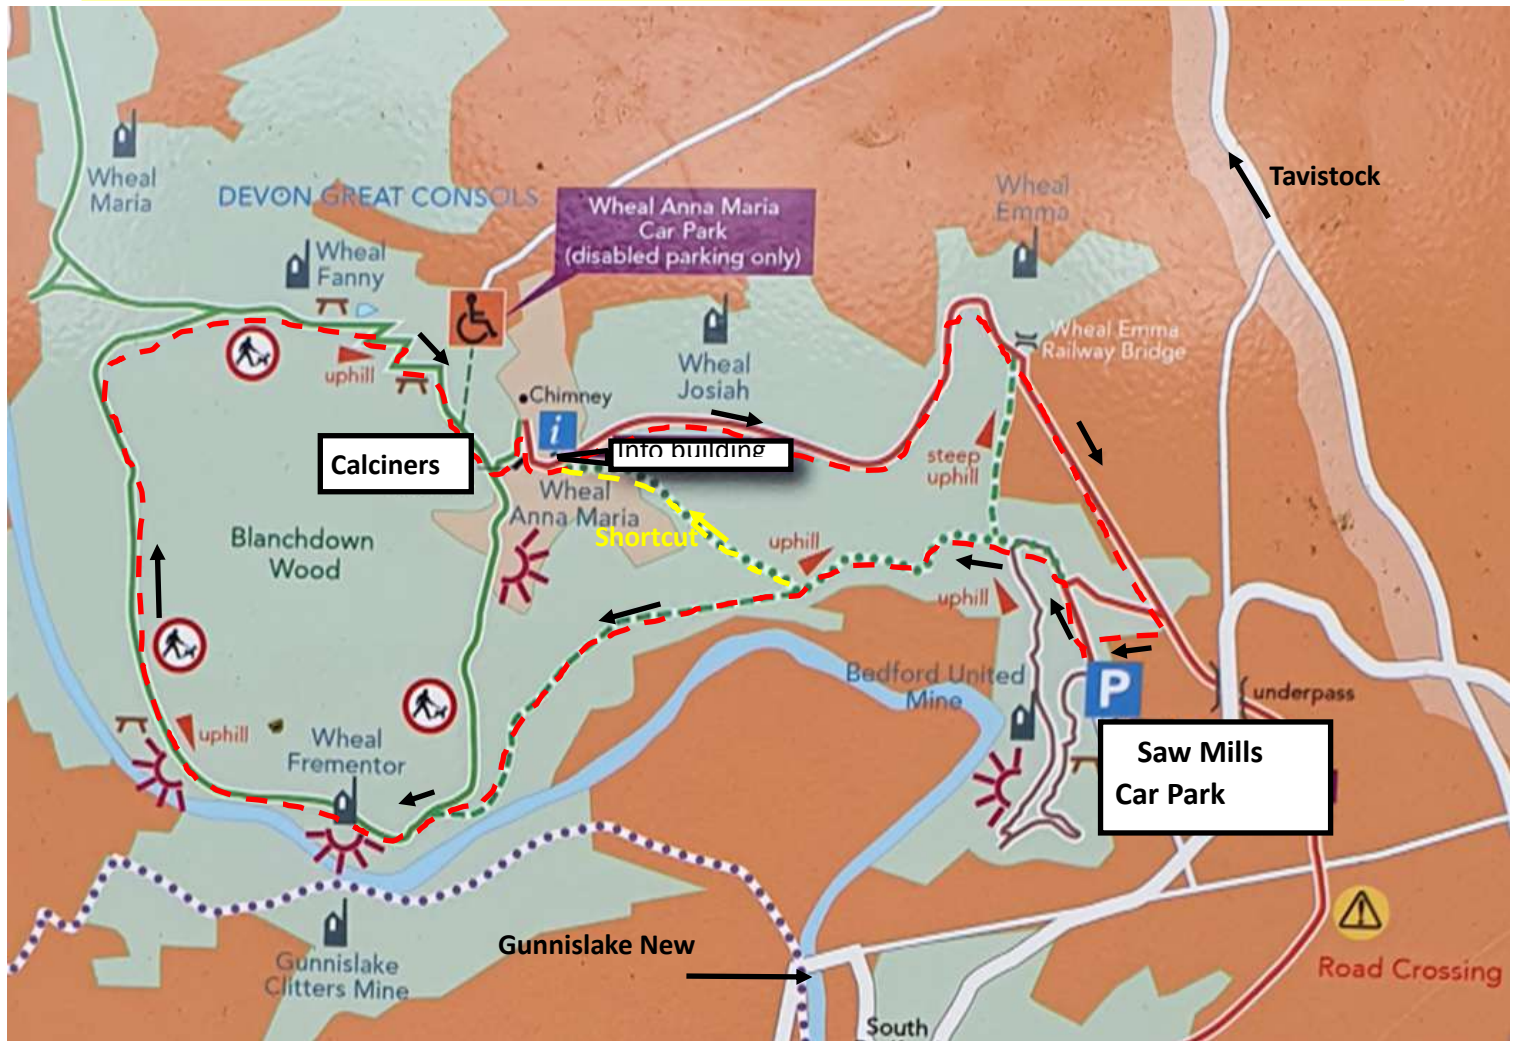 Tavistock
Wheal
Maria
DEVON GREAT CONSOLS
Wheal Anna Maria
Car Park
(disabled parking only)
Wheal
Emma
Wheal
Fanny
Wheal Emma
Railway Bridge
Wheal
Josiah
uphill
Chimney
i
Info building
Calciners
steep
uphill
Wheal
Anna Maria
Shortcut
uphill
Blanchdown
Wood
uphill
Bedford United
Mine
P
underpass
uphill
Wheal
Frementor
Saw Mills
Car Park
Gunnislake New
Gunnislake
Clitters Mine
Road Crossing
South